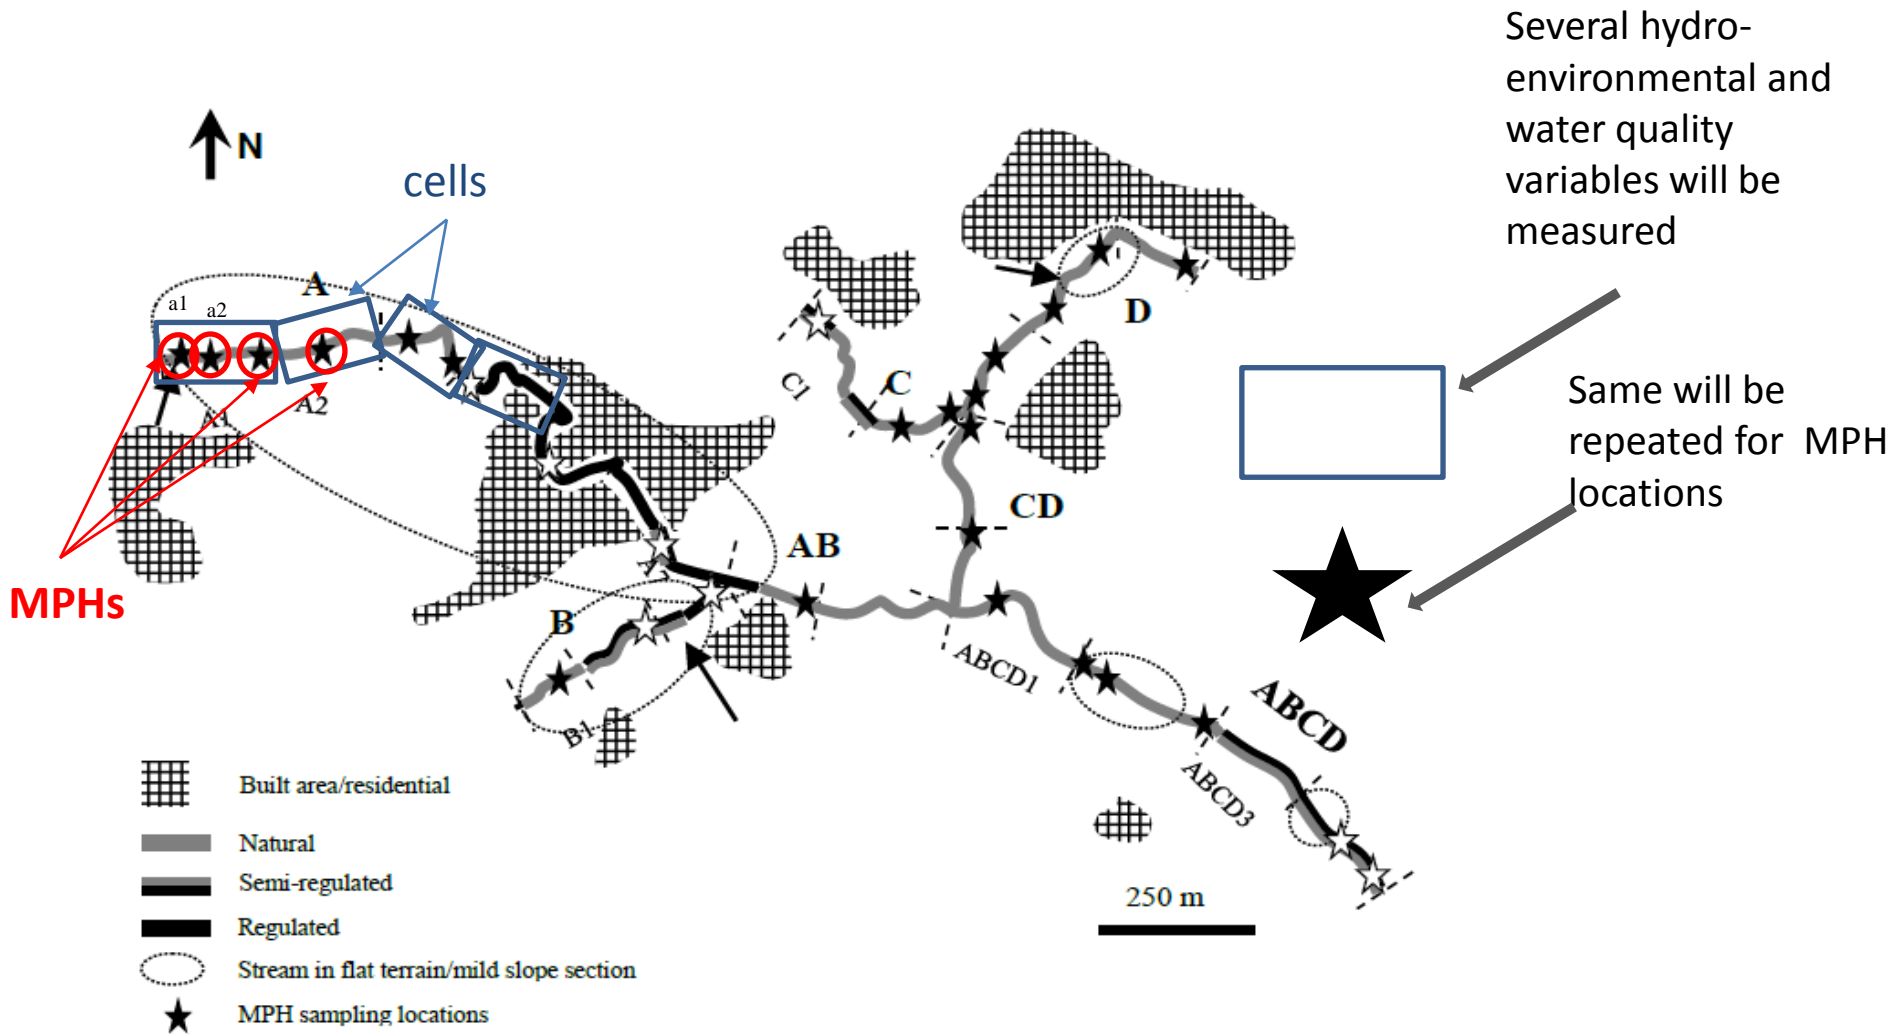 Several hydro-
environmental and
water quality
variables will be
measured
N
cells
A
a1
a2
D
C1
C
Same will be
repeated for MPH
locations
A1
A2
CD
AB
MPHs
B
ABCD1
ABCD
B1
ABCD3
Built area/residential
Natural
Semi-regulated
Regulated
Stream in flat terrain/mild slope section
MPH sampling locations
250 m